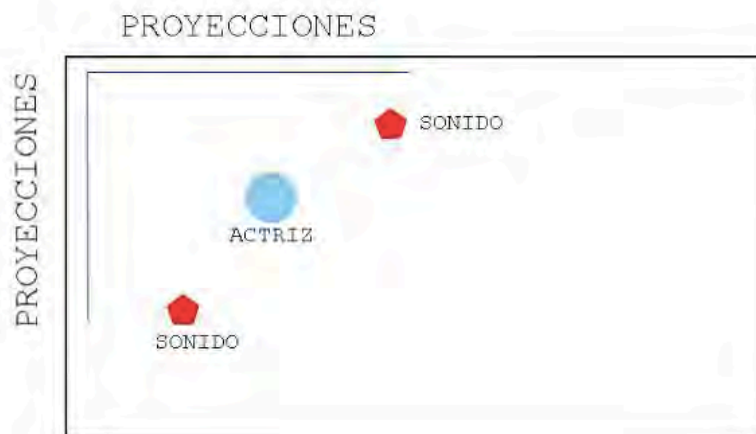 PROYECCIONES
PROYECCIONES
SONIDO
ACTRIZ
SONIDO